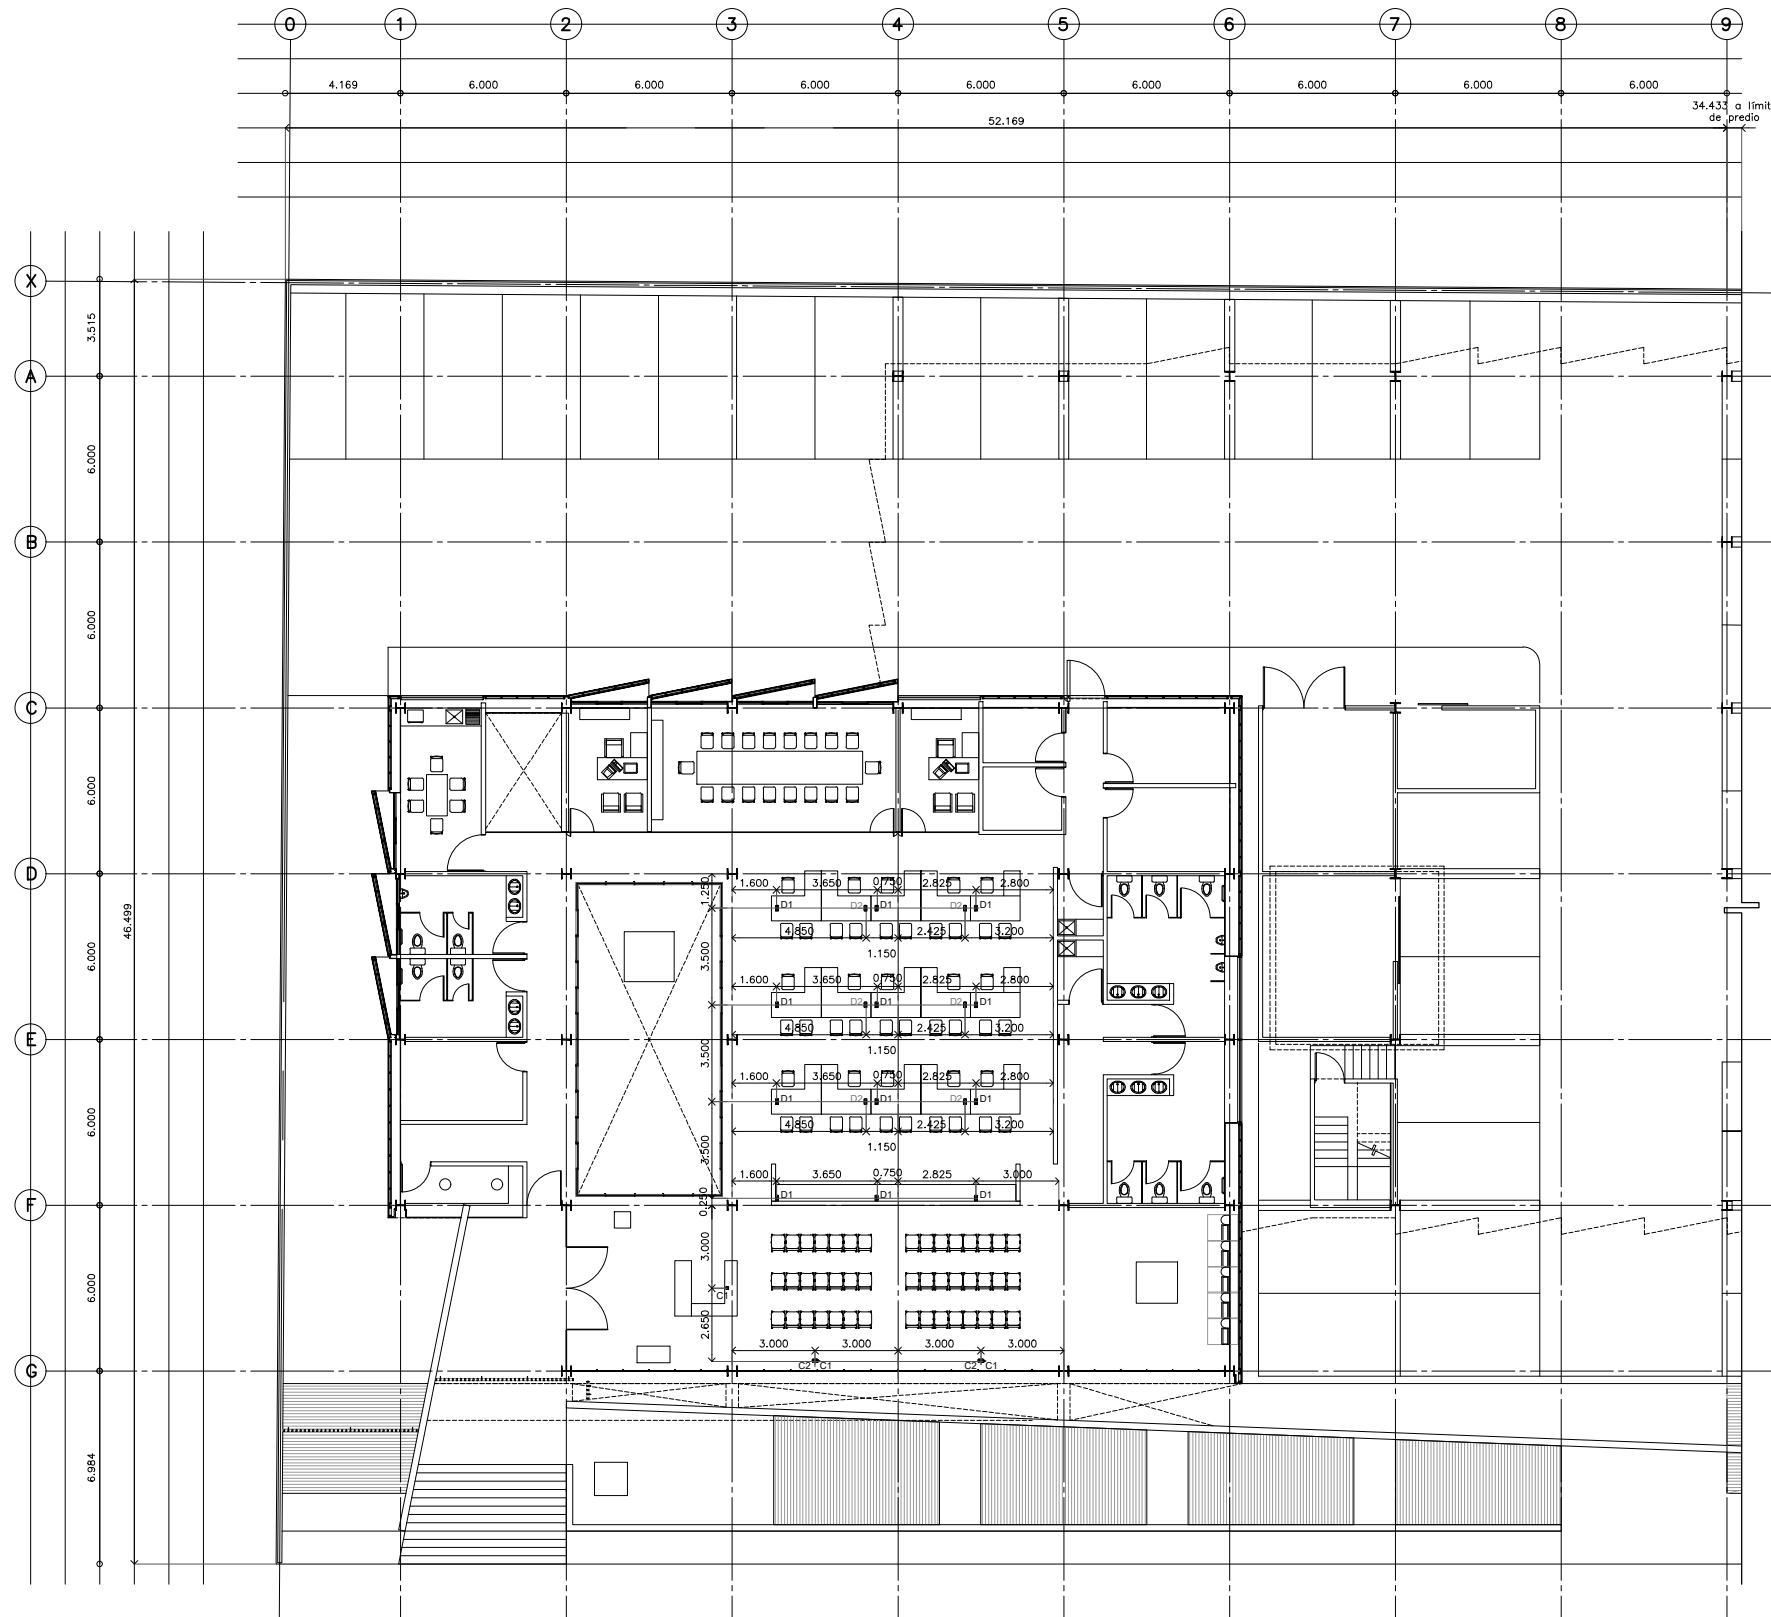 0 1 2 3 4 5 6 7 8 9
4.169 6.000 6.000 6.000 6.000 6.000 6.000 6.000 6.000
34.433 a límit
de predio
52.169
X
3.515
A
6.000
B
6.000
C
6.000
D
1.250 1.600 3.650 0.750 2.825 2.800
D1 D2 D1 D2 D1
46.499
6.000
4.850 2.425 3.200
1.150
3.500
1.600 3.650 0.750 2.825 2.800
D1 D2 D1 D2 D1
4.850 2.425 3.200
E
1.150
3.500
1.600 3.650 0.750 2.825 2.800
D1 D2 D1 D2 D1
6.000
4.850 2.425 3.200
1.150
3.500
1.600 3.650 0.750 2.825 3.000
D1 D1 D1
0.250
F
3.000
6.000
C1
2.650
3.000 3.000 3.000 3.000
C2 C1 C2 C1
G
6.984